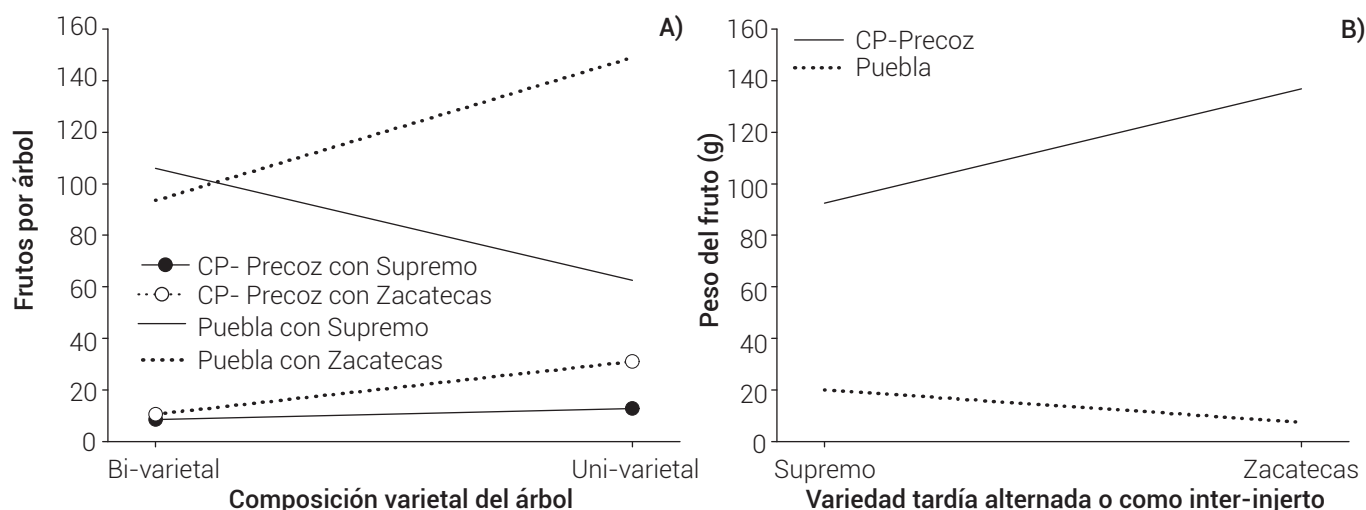 A)
Frutos por árbol
160
140
120
100
80
60
40
20
0
CP- Precoz con Supremo
CP- Precoz con Zacatecas
Puebla con Supremo
Puebla con Zacatecas
Bi-varietal
Uni-varietal
Composición varietal del árbol
B)
Peso del fruto (g)
160
140
120
100
80
60
40
20
0
CP-Precoz
Puebla
Supremo
Zacatecas
Variedad tardía alternada o como inter-injerto